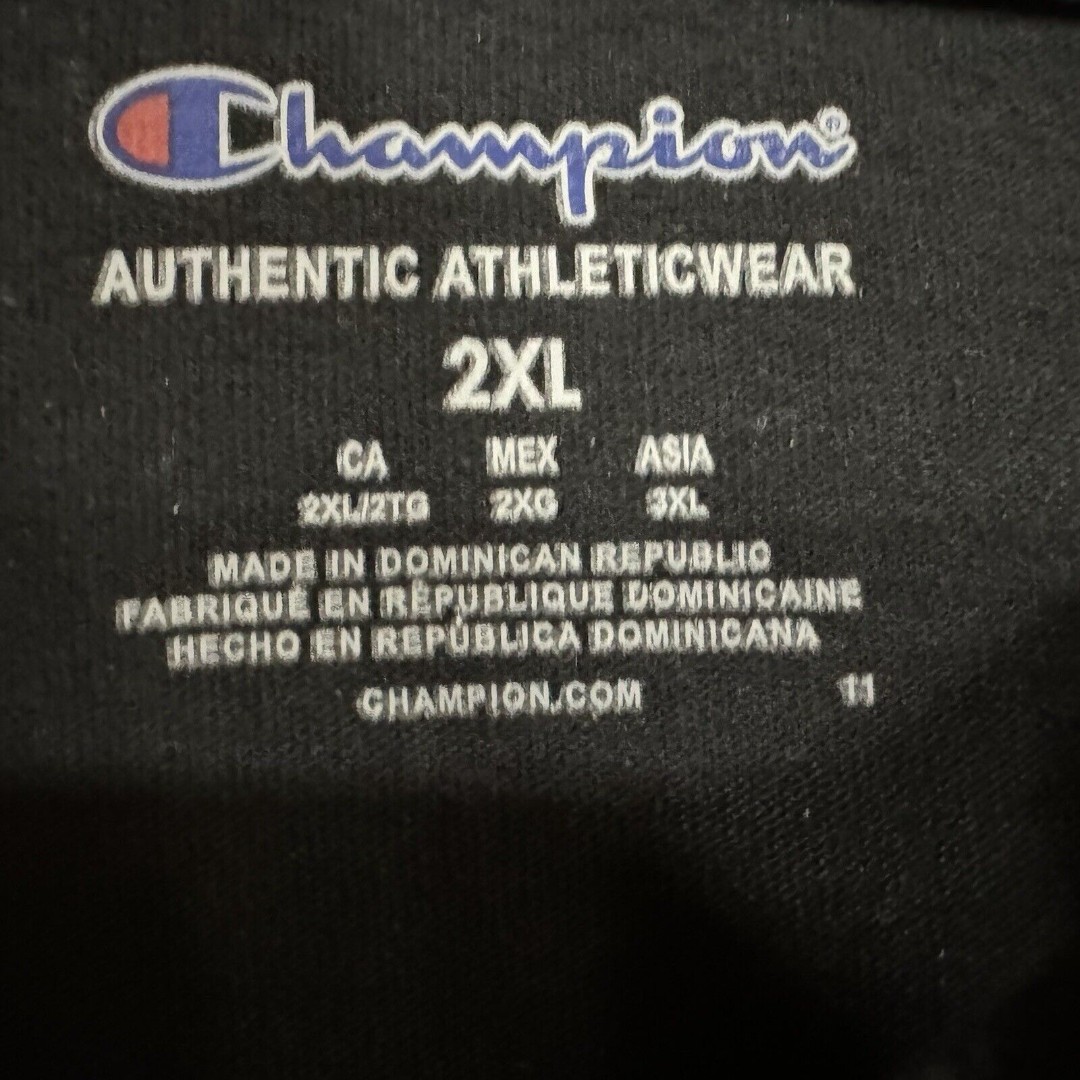 Champion®
AUTHENTIC ATHLETICWEAR
2XL
CA MEX ASIA
2XL/2TG 2XG 3XL
MADE IN DOMINICAN REPUBLIC
FABRIQUÉ EN RÉPUBLIQUE DOMINICAINE
HECHO EN REPÚBLICA DOMINICANA
CHAMPION.COM 11